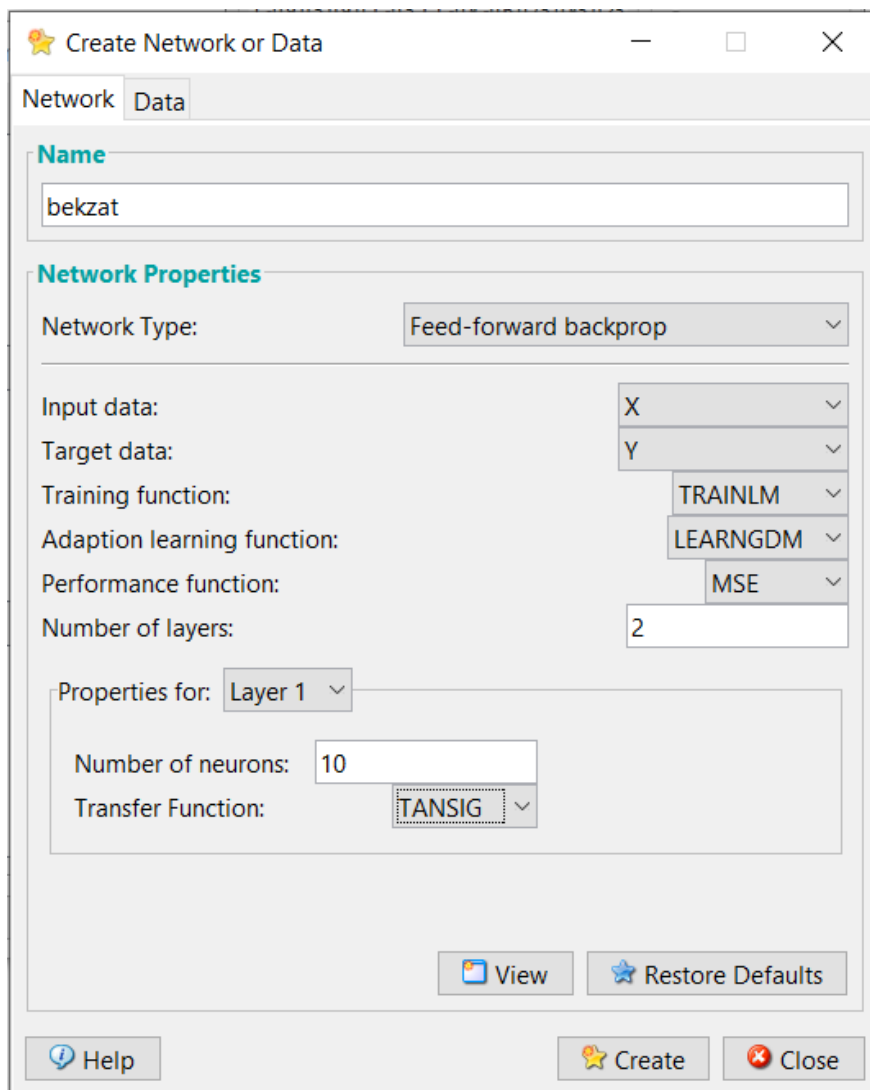 Create Network or Data
Network Data
Name
bekzat
Network Properties
Network Type: Feed-forward backprop
Input data: X
Target data: Y
Training function: TRAINLM
Adaption learning function: LEARNGDM
Performance function: MSE
Number of layers: 2
Properties for: Layer 1
Number of neurons: 10
Transfer Function: TANSIG
View Restore Defaults
Help Create Close